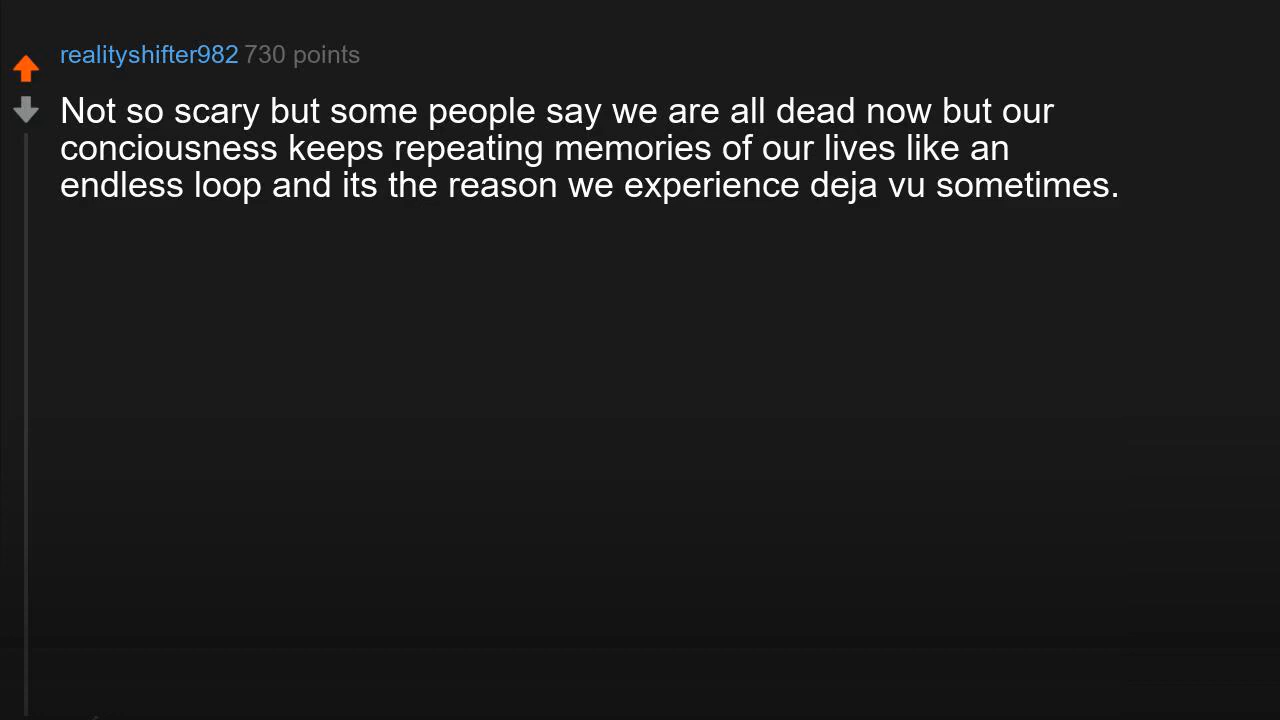 realityshifter982 730 points
Not so scary but some people say we are all dead now but our
conciousness keeps repeating memories of our lives like an
endless loop and its the reason we experience deja vu sometimes.